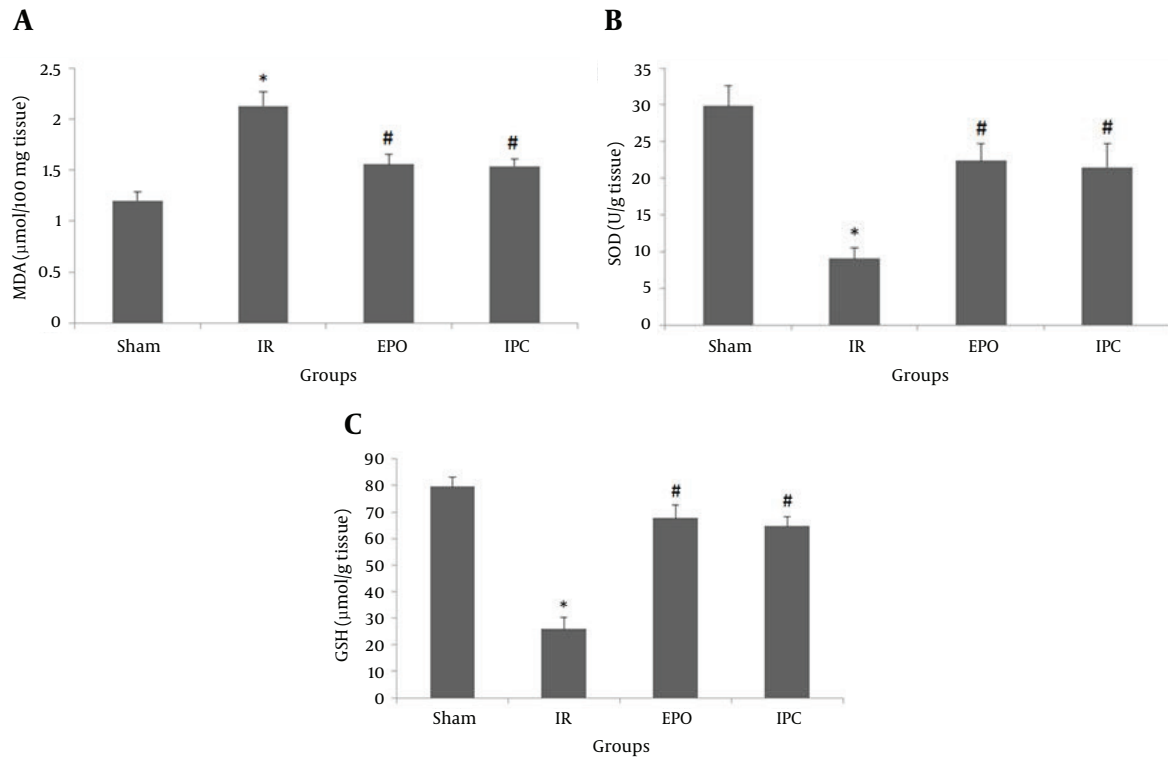 A
MDA (μmol/100 mg tissue)
2.5
2
1.5
1
0.5
0
*
#
#
Sham IR EPO IPC
Groups
B
SOD (U/g tissue)
35
30
25
20
15
10
5
0
*
#
#
Sham IR EPO IPC
Groups
C
GSH (μmol/g tissue)
90
80
70
60
50
40
30
20
10
0
*
#
#
Sham IR EPO IPC
Groups